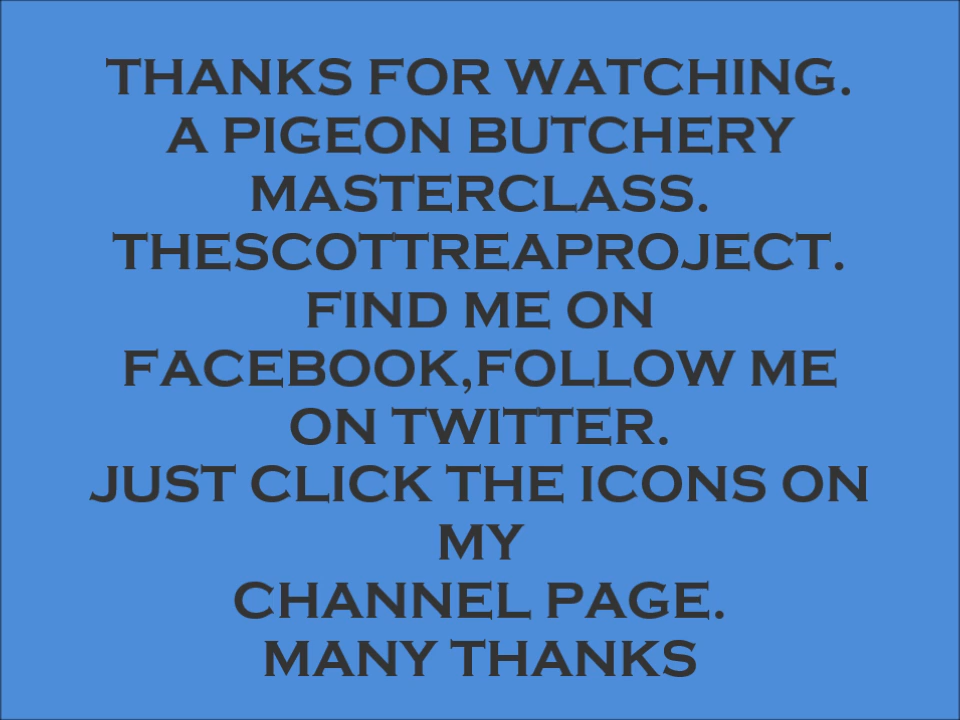 THANKS FOR WATCHING.
A PIGEON BUTCHERY
MASTERCLASS.
THESCOTTREAPROJECT.
FIND ME ON
FACEBOOK,FOLLOW ME
ON TWITTER.
JUST CLICK THE ICONS ON
MY
CHANNEL PAGE.
MANY THANKS